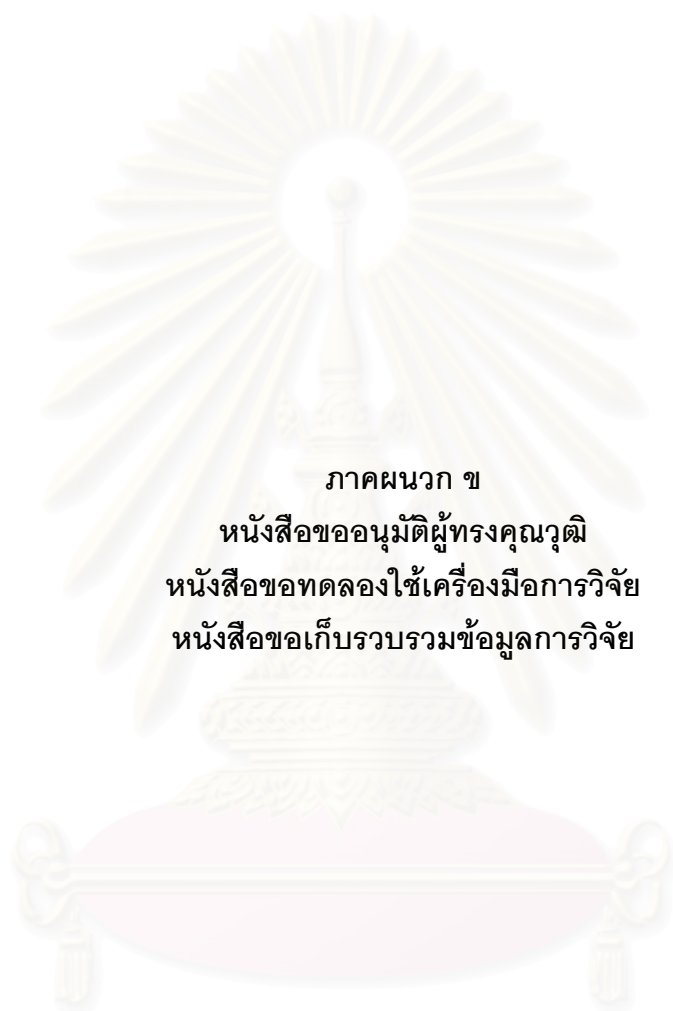 ภาคผนวก ข
หนังสือขออนุมัติผู้ทรงคุณวุฒิ
หนังสือขอทดลองใช้เครื่องมือการวิจัย
หนังสือขอเก็บรวบรวมข้อมูลการวิจัย